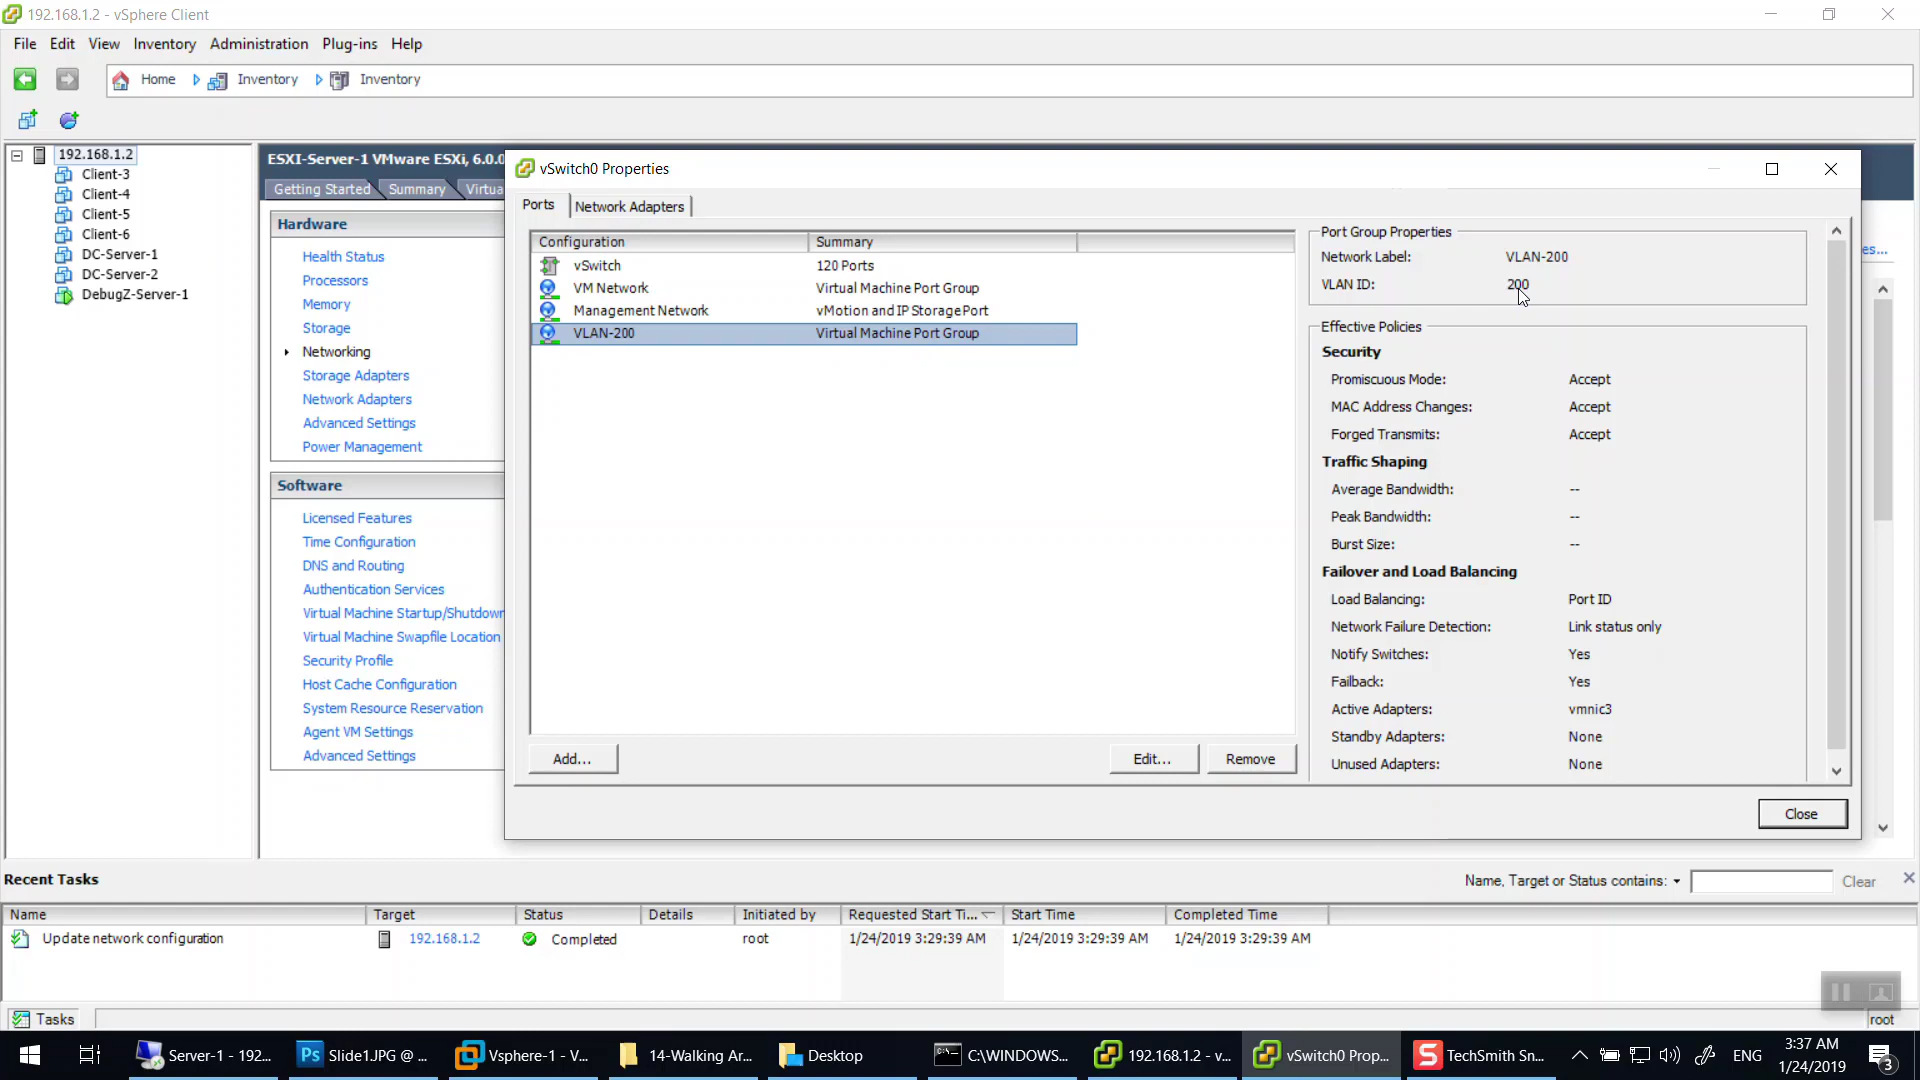 192.168.1.2 - vSphere Client
File Edit View Inventory Administration Plug-ins Help
Home Inventory Inventory
192.168.1.2
Client-3
Client-4
Client-5
Client-6
DC-Server-1
DC-Server-2
DebugZ-Server-1
ESXI-Server-1 VMware ESXi, 6.0.0
Getting Started Summary Virtua
Hardware
Health Status
Processors
Memory
Storage
Networking
Storage Adapters
Network Adapters
Advanced Settings
Power Management
Software
Licensed Features
Time Configuration
DNS and Routing
Authentication Services
Virtual Machine Startup/Shutdown
Virtual Machine Swapfile Location
Security Profile
Host Cache Configuration
System Resource Reservation
Agent VM Settings
Advanced Settings
es...
vSwitch0 Properties
Ports Network Adapters
Configuration Summary
vSwitch 120 Ports
VM Network Virtual Machine Port Group
Management Network vMotion and IP Storage Port
VLAN-200 Virtual Machine Port Group
Add... Edit... Remove
Port Group Properties
Network Label: VLAN-200
VLAN ID: 200
Effective Policies
Security
Promiscuous Mode: Accept
MAC Address Changes: Accept
Forged Transmits: Accept
Traffic Shaping
Average Bandwidth: --
Peak Bandwidth: --
Burst Size: --
Failover and Load Balancing
Load Balancing: Port ID
Network Failure Detection: Link status only
Notify Switches: Yes
Failback: Yes
Active Adapters: vmnic3
Standby Adapters: None
Unused Adapters: None
Close
Recent Tasks
Name, Target or Status contains: Clear
Name Target Status Details Initiated by Requested Start Ti... Start Time Completed Time
Update network configuration 192.168.1.2 Completed root 1/24/2019 3:29:39 AM 1/24/2019 3:29:39 AM 1/24/2019 3:29:39 AM
Tasks root
Server-1 - 192... Ps Slide1.JPG @ ... Vsphere-1 - V... 14-Walking Ar... Desktop C:\WINDOWS... 192.168.1.2 - v... vSwitch0 Prop... S TechSmith Sn... ENG 3:37 AM
1/24/2019 3